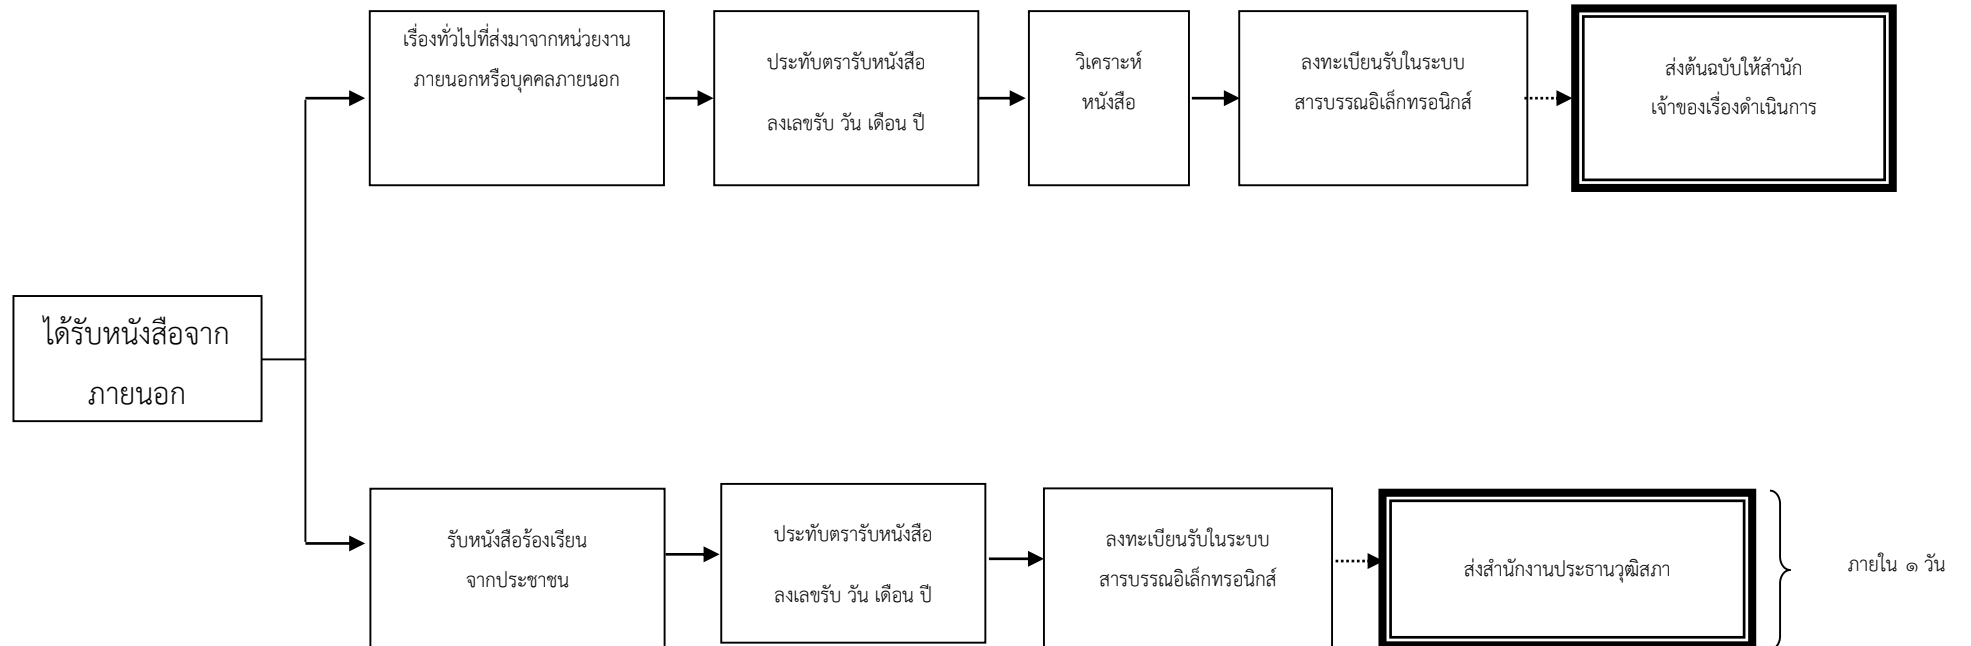 เรื่องทั่วไปที่ส่งมาจากหน่วยงาน
ภายนอกหรือบุคคลภายนอก
ประทับตรารับหนังสือ
ลงเลขรับ วัน เดือน ปี
วิเคราะห์
หนังสือ
ลงทะเบียนรับในระบบ
สารบรรณอิเล็กทรอนิกส์
ส่งต้นฉบับให้สำนัก
เจ้าของเรื่องดำเนินการ
ได้รับหนังสือจาก
ภายนอก
รับหนังสือร้องเรียน
จากประชาชน
ประทับตรารับหนังสือ
ลงเลขรับ วัน เดือน ปี
ลงทะเบียนรับในระบบ
สารบรรณอิเล็กทรอนิกส์
ส่งสำนักงานประธานวุฒิสภา
ภายใน ๑ วัน